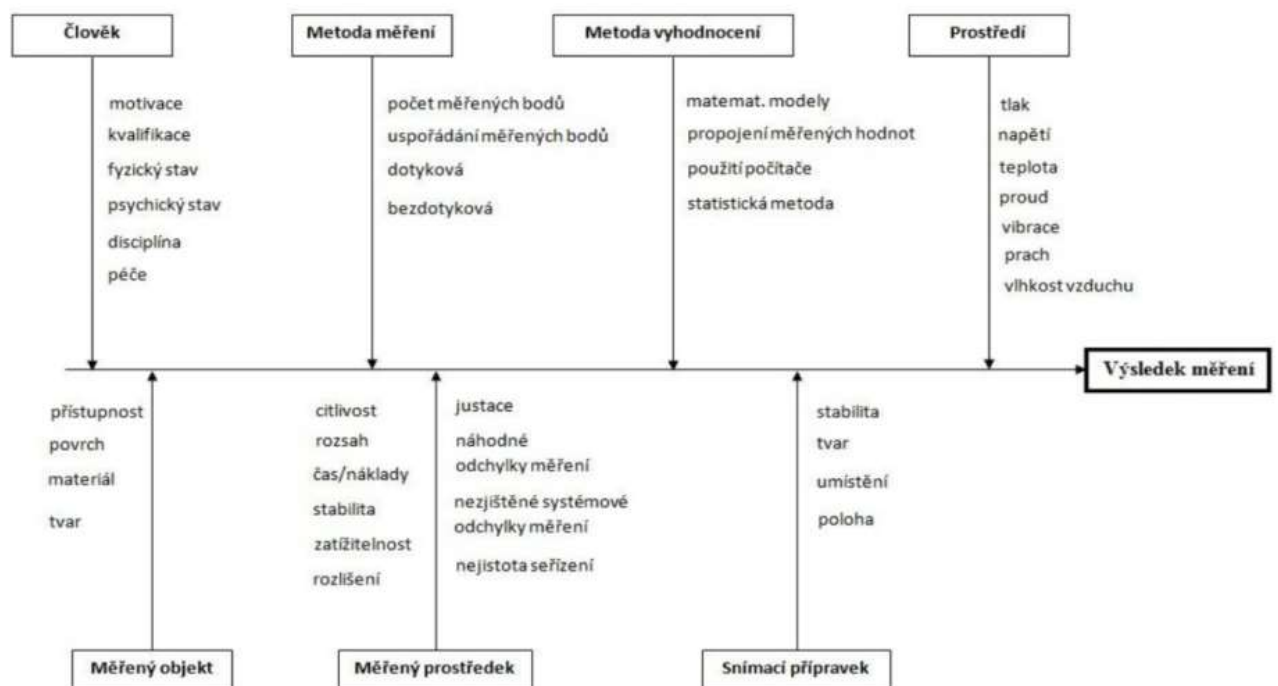 Člověk
Metoda měření
Metoda vyhodnocení
Prostředí
motivace
kvalifikace
fyzický stav
psychický stav
disciplína
péče
počet měřených bodů
uspořádání měřených bodů
dotyková
bezdotyková
matemat. modely
propojení měřených hodnot
použití počítače
statistická metoda
tlak
napětí
teplota
proud
vibrace
prach
vlhkost vzduchu
Výsledek měření
přístupnost
povrch
materiál
tvar
citlivost
rozsah
čas/náklady
stabilita
zatížitelnost
rozlišení
justace
náhodné
odchylky měření
nezjištěné systémové
odchylky měření
nejistota seřízení
stabilita
tvar
umístění
poloha
Měřený objekt
Měřený prostředek
Snímací přípravek